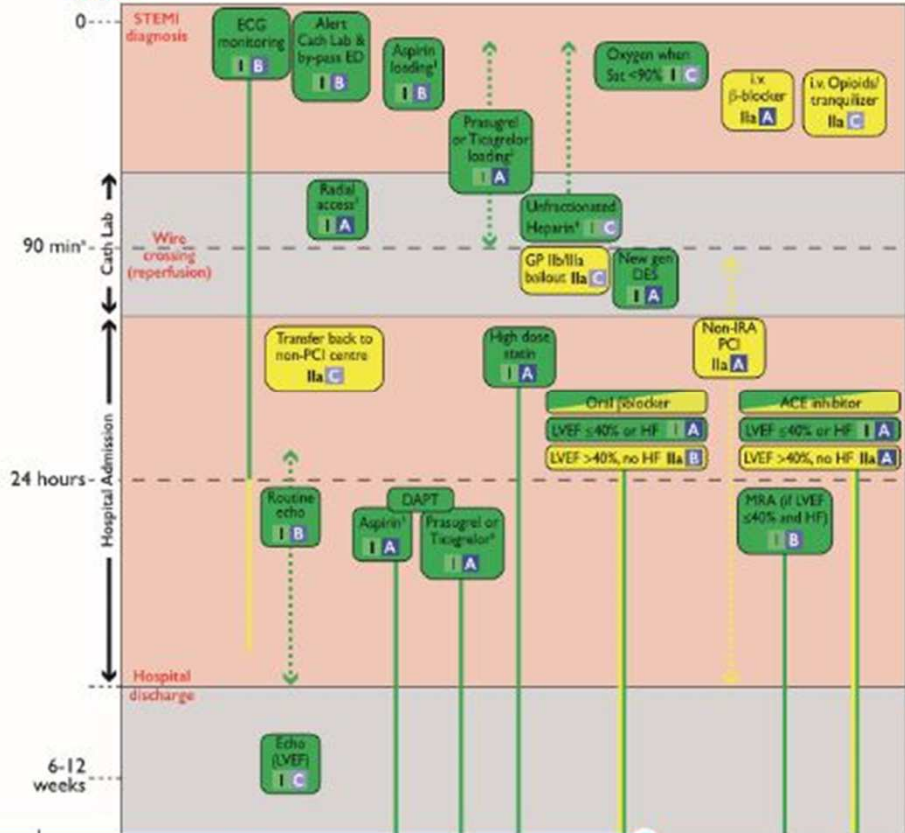 0
STEMI
diagnosis
ECG
monitoring
I B
Alert
Cath Lab &
by-pass ED
I B
Aspirin
loading¹
I B
Oxygen when
Sat <90% I C
i.v.
β-blocker
IIa A
i.v. Opioids/
tranquilizer
IIa C
Prasugrel
or Ticagrelor
loading
I A
Cath Lab
Radial
access
I A
Unfractionated
Heparin I C
90 min
Wire
crossing
(reperfusion)
GP IIb/IIIa
bailout IIa C
New gen
DES
I A
Hospital Admission
Transfer back to
non-PCI centre
IIa C
High dose
statin
I A
Non-IRA
PCI
IIa A
Oral βblocker
LVEF ≤40% or HF I A
LVEF >40%, no HF IIa B
ACE inhibitor
LVEF ≤40% or HF I A
LVEF >40%, no HF IIa A
24 hours
Routine
echo
I B
DAPT
Aspirin
I A
Prasugrel or
Ticagrelor
I A
MRA (if LVEF
≤40% and HF)
I B
Hospital
discharge
Echo
(LVEF)
I C
6-12
weeks